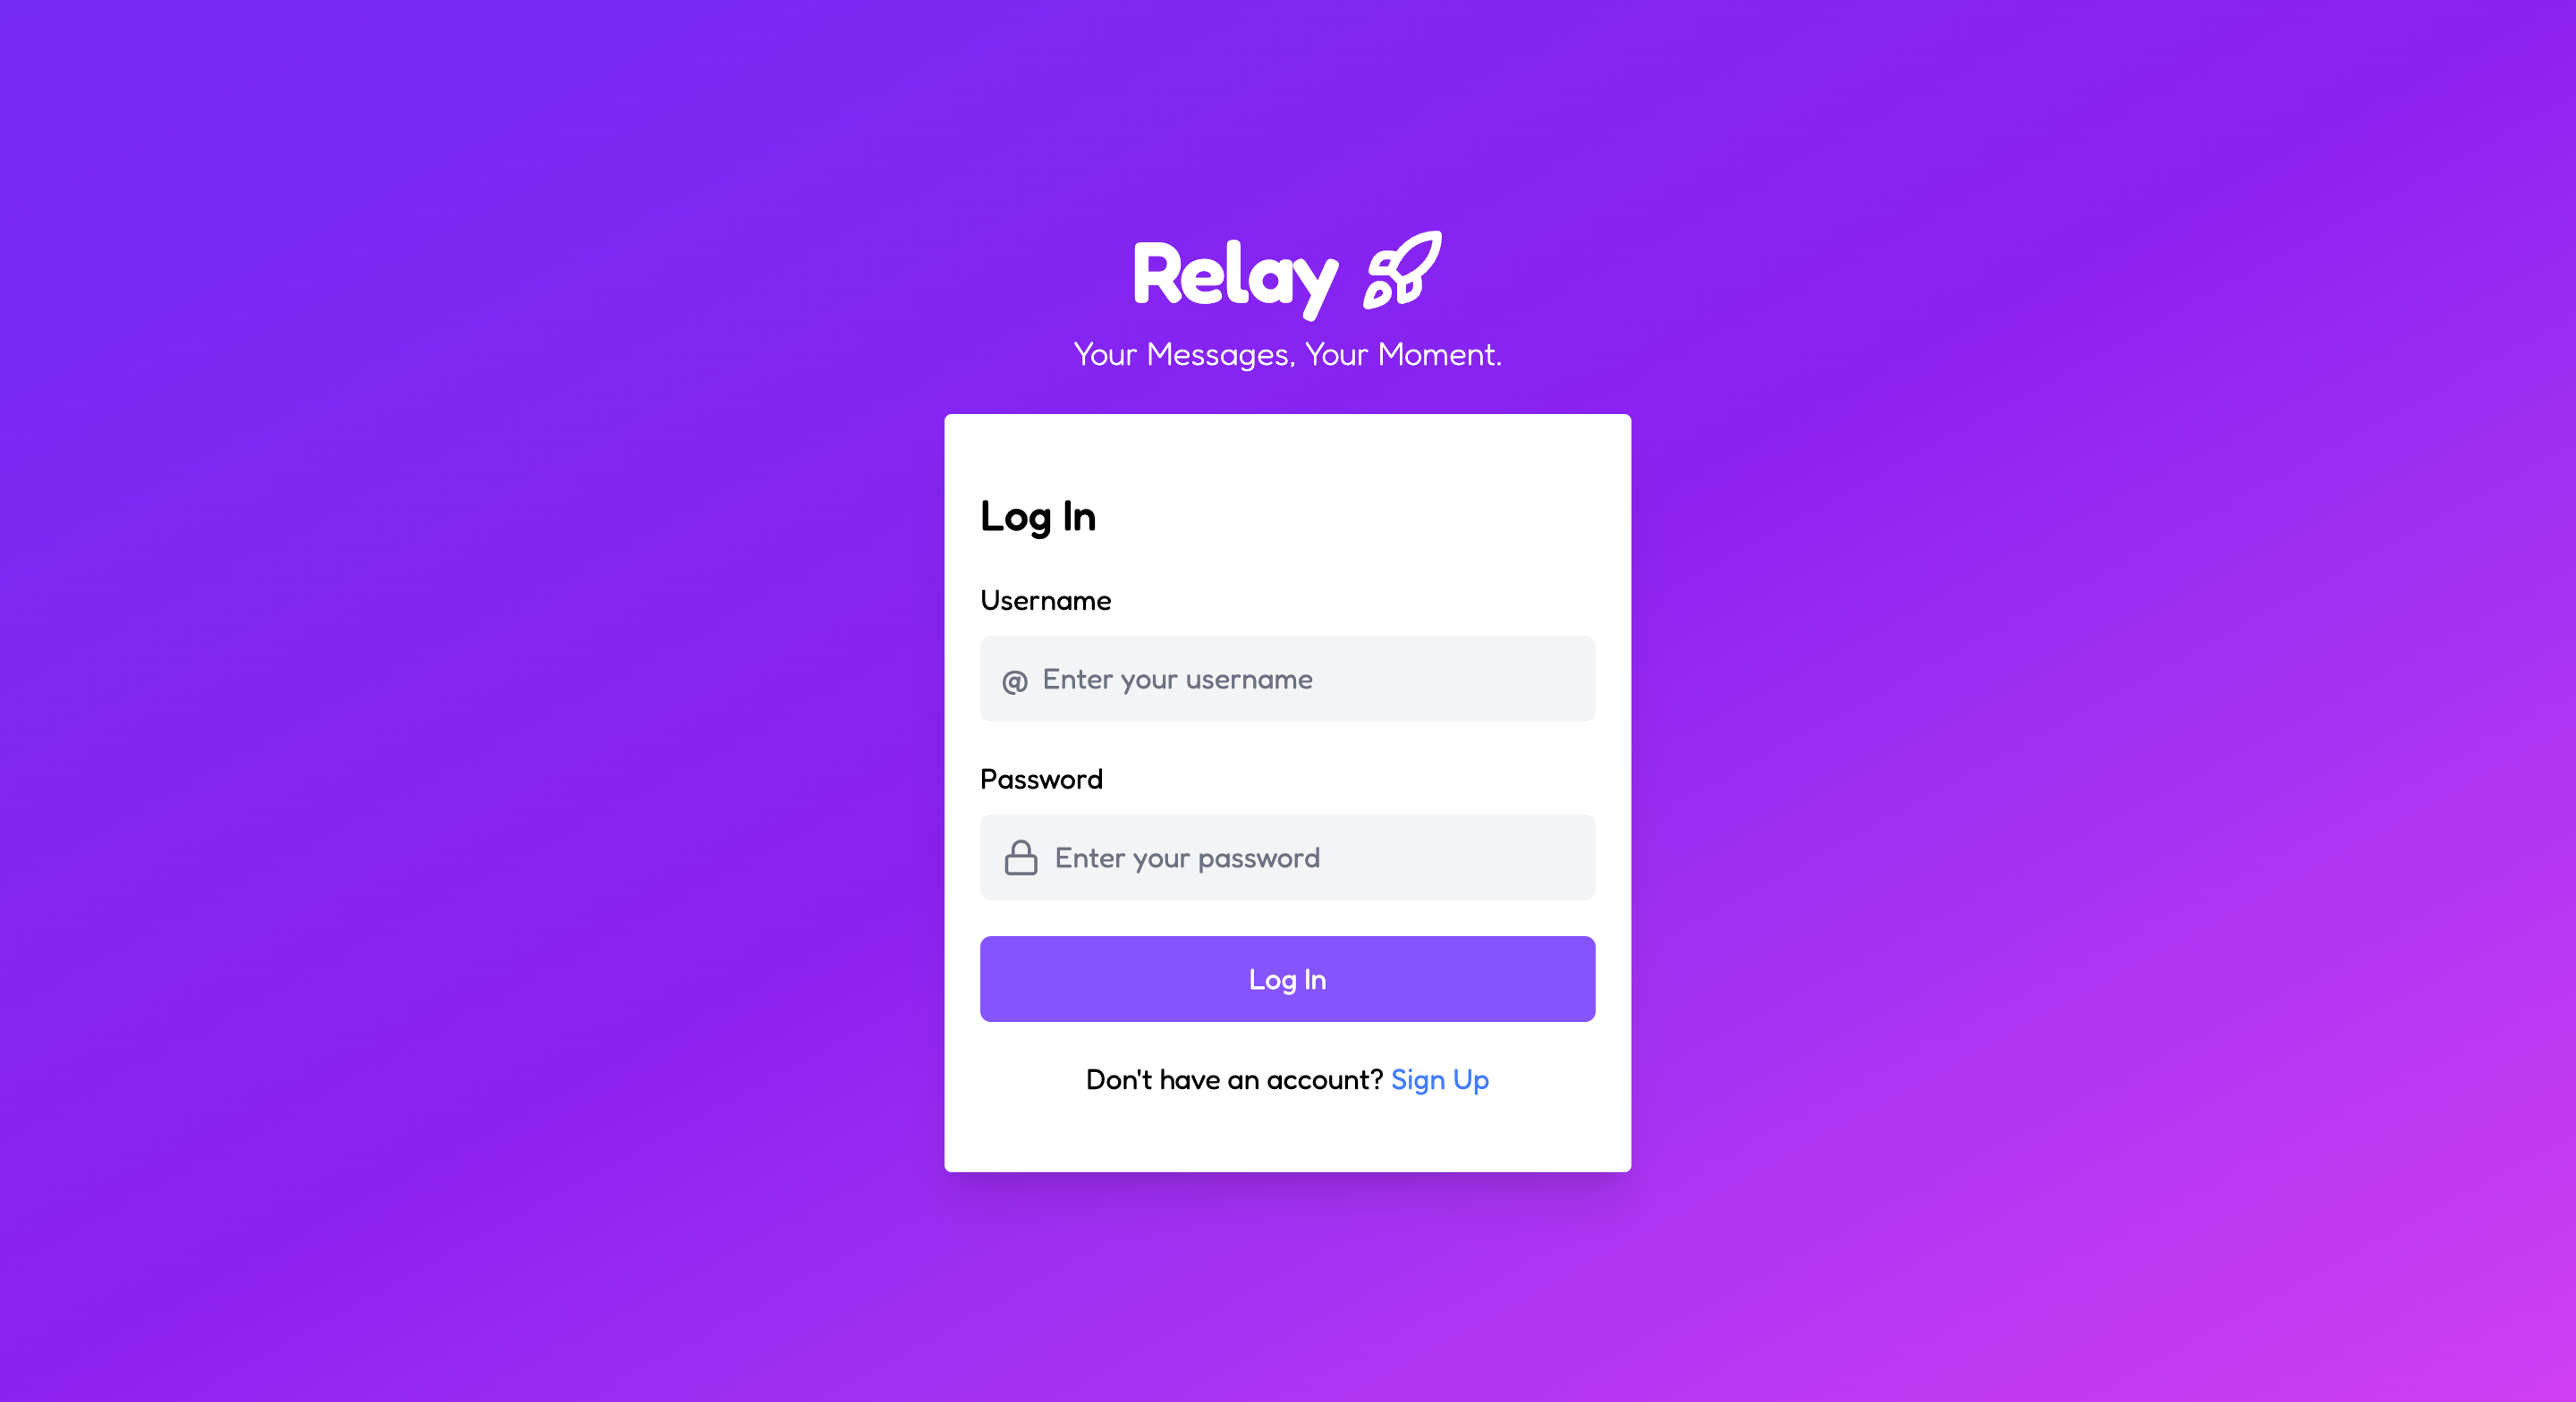 Relay
Your Messages, Your Moment.
Log In
Username
@ Enter your username
Password
Enter your password
Log In
Don't have an account? Sign Up